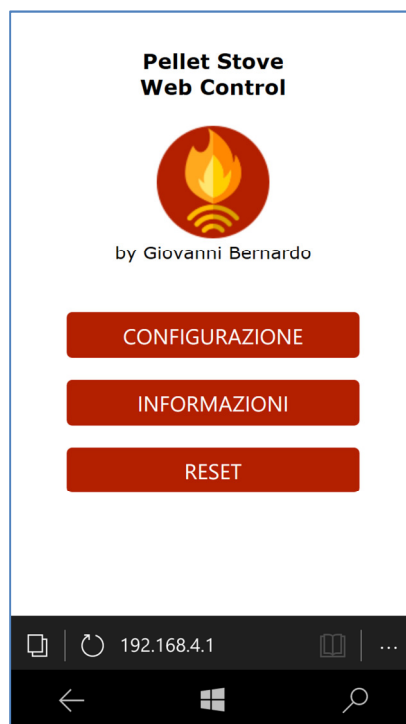 Pellet Stove
Web Control
by Giovanni Bernardo
CONFIGURAZIONE
INFORMAZIONI
RESET
192.168.4.1